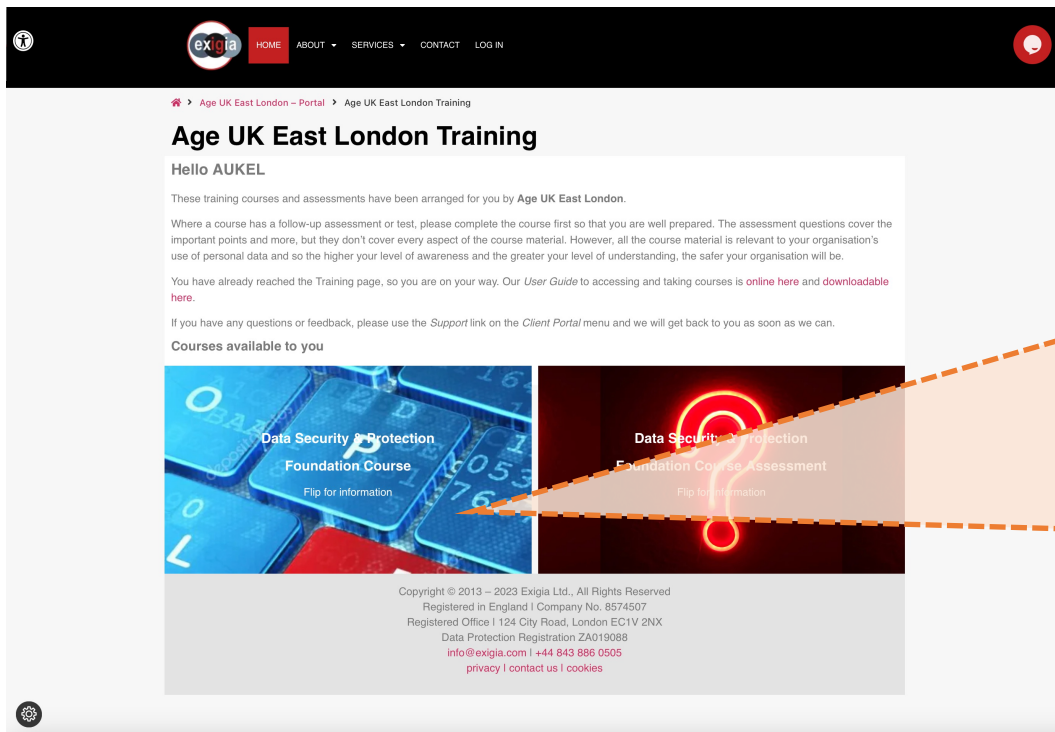 exigia
HOME
ABOUT
SERVICES
CONTACT
LOG IN
Age UK East London – Portal
Age UK East London Training
Age UK East London Training
Hello AUKEL
These training courses and assessments have been arranged for you by Age UK East London.
Where a course has a follow-up assessment or test, please complete the course first so that you are well prepared. The assessment questions cover the
important points and more, but they don't cover every aspect of the course material. However, all the course material is relevant to your organisation's
use of personal data and so the higher your level of awareness and the greater your level of understanding, the safer your organisation will be.
You have already reached the Training page, so you are on your way. Our User Guide to accessing and taking courses is online here and downloadable
here.
If you have any questions or feedback, please use the Support link on the Client Portal menu and we will get back to you as soon as we can.
Courses available to you
Data Security & Protection
Foundation Course
Flip for information
Data Security & Protection
Foundation Course Assessment
Flip for information
Copyright © 2013 – 2023 Exigia Ltd., All Rights Reserved
Registered in England | Company No. 8574507
Registered Office | 124 City Road, London EC1V 2NX
Data Protection Registration ZA019088
info@exigia.com | +44 843 886 0505
privacy | contact us | cookies